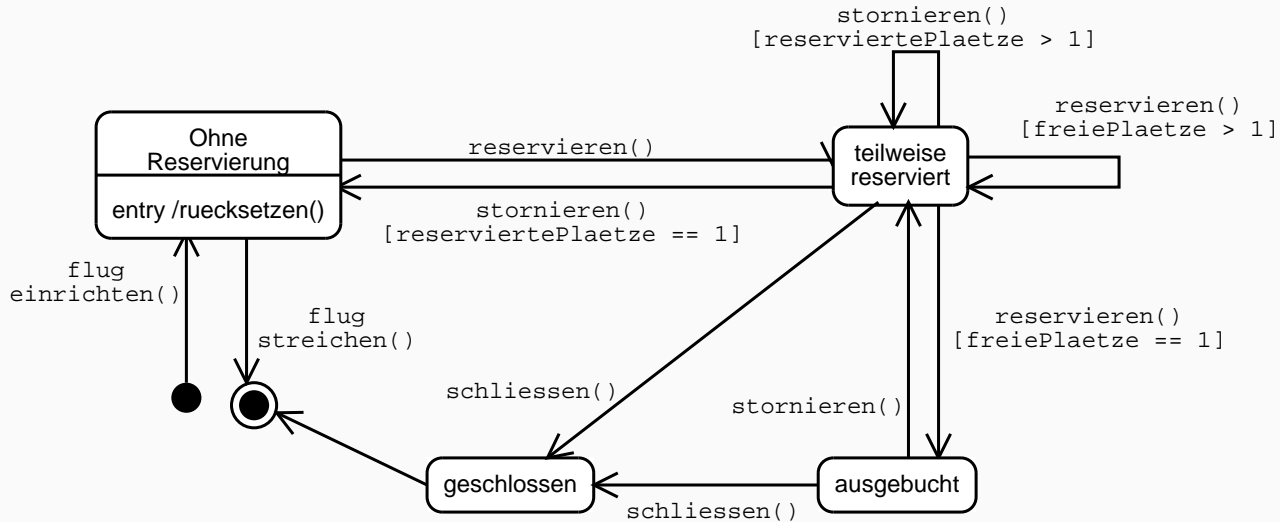 stornieren()
[reserviertePlaetze > 1]
reservieren()
[freiePlaetze > 1]
Ohne
Reservierung
entry /ruecksetzen()
reservieren()
teilweise
reserviert
stornieren()
[reserviertePlaetze == 1]
flug
einrichten()
flug
streichen()
reservieren()
[freiePlaetze == 1]
schliessen()
stornieren()
geschlossen
ausgebucht
schliessen()